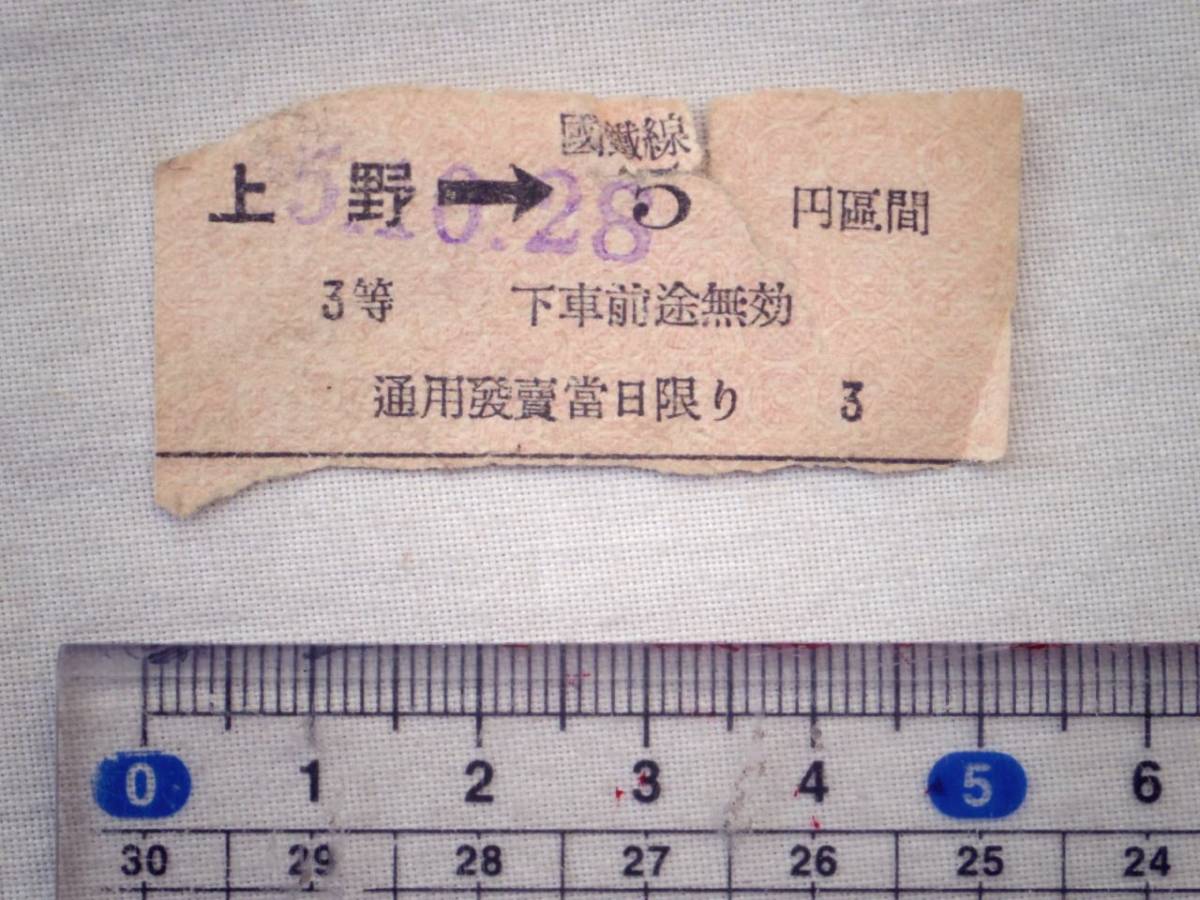 國鐵線
上野➡5円區間
5.10.28
3等 下車前途無効
通用發賣當日限り 3
0 1 2 3 4 5 6
30 29 28 27 26 25 24